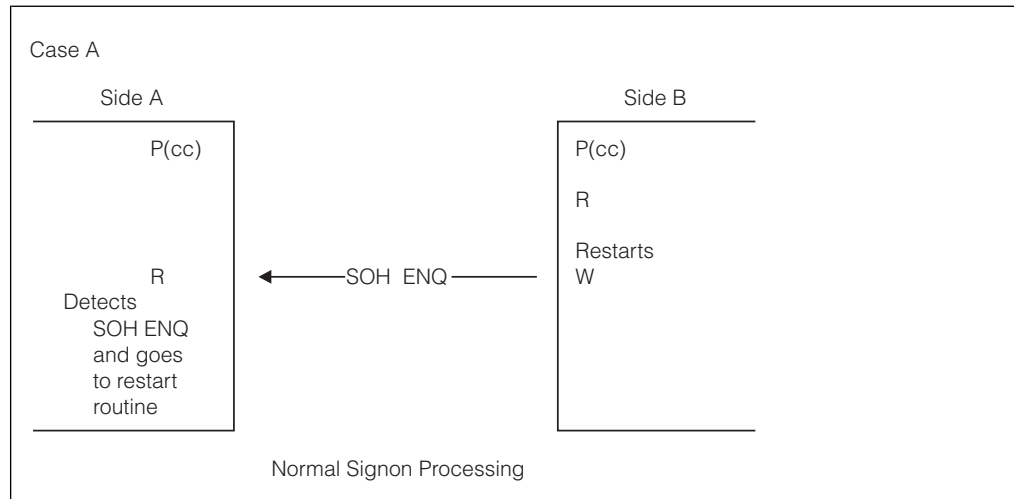 Case A
Side A
Side B
P(cc)
P(cc)
R
Restarts
R
SOH ENQ
W
Detects
SOH ENQ
and goes
to restart
routine
Normal Signon Processing